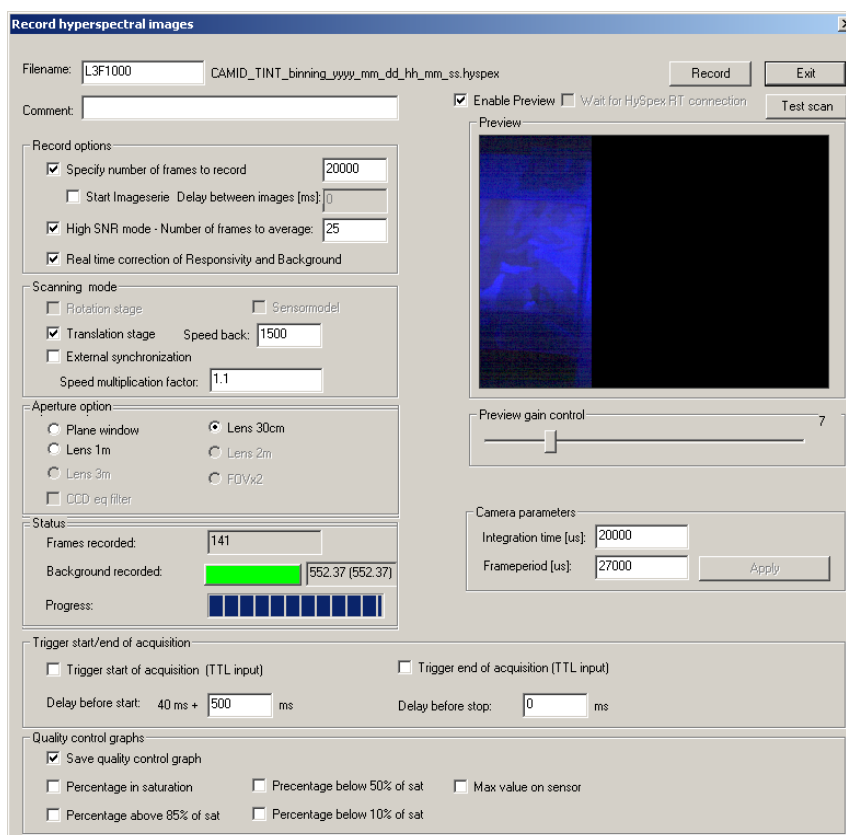 Record hyperspectral images
Filename: L3F1000 CAMID_TINT_binning_yyyy_mm_dd_hh_mm_ss.hyspex Record Exit
Comment: Enable Preview Wait for HySpex RT connection Test scan
Preview
Record options
Specify number of frames to record 20000
Start Imageserie Delay between images [ms]: 0
High SNR mode - Number of frames to average: 25
Real time correction of Responsivity and Background
Scanning mode
Rotation stage Sensormodel
Translation stage Speed back: 1500
External synchronization
Speed multiplication factor: 1.1
Aperture option
Plane window Lens 30cm
Lens 1m Lens 2m
Lens 3m FOVx2
CCD eq filter
Preview gain control 7
Status
Frames recorded: 141
Background recorded: 552.37 (552.37)
Progress:
Camera parameters
Integration time [us]: 20000
Frameperiod [us]: 27000 Apply
Trigger start/end of acquisition
Trigger start of acquisition (TTL input) Trigger end of acquisition (TTL input)
Delay before start: 40 ms + 500 ms Delay before stop: 0 ms
Quality control graphs
Save quality control graph
Percentage in saturation Precentage below 50% of sat Max value on sensor
Percentage above 85% of sat Percentage below 10% of sat